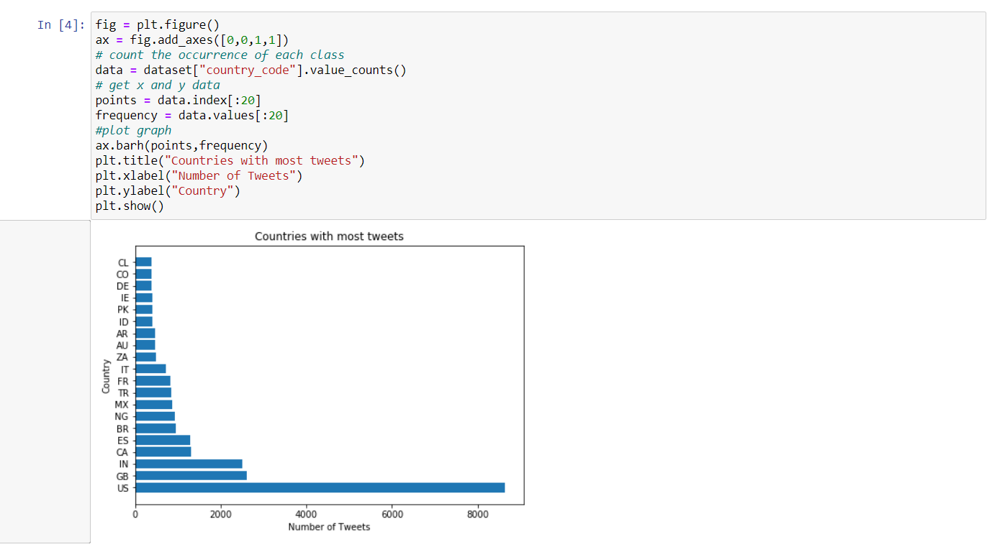 In [4]: fig = plt.figure()
ax = fig.add_axes([0,0,1,1])
# count the occurrence of each class
data = dataset["country_code"].value_counts()
# get x and y data
points = data.index[:20]
frequency = data.values[:20]
#plot graph
ax.barh(points,frequency)
plt.title("Countries with most tweets")
plt.xlabel("Number of Tweets")
plt.ylabel("Country")
plt.show()
Countries with most tweets
Country
CL
CO
DE
IE
PK
ID
AR
AU
ZA
IT
FR
TR
MX
NG
BR
ES
CA
IN
GB
US
0 2000 4000 6000 8000
Number of Tweets